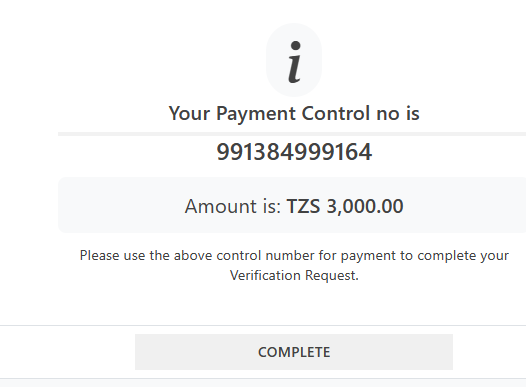 i
Your Payment Control no is
991384999164
Amount is: TZS 3,000.00
Please use the above control number for payment to complete your
Verification Request.
COMPLETE